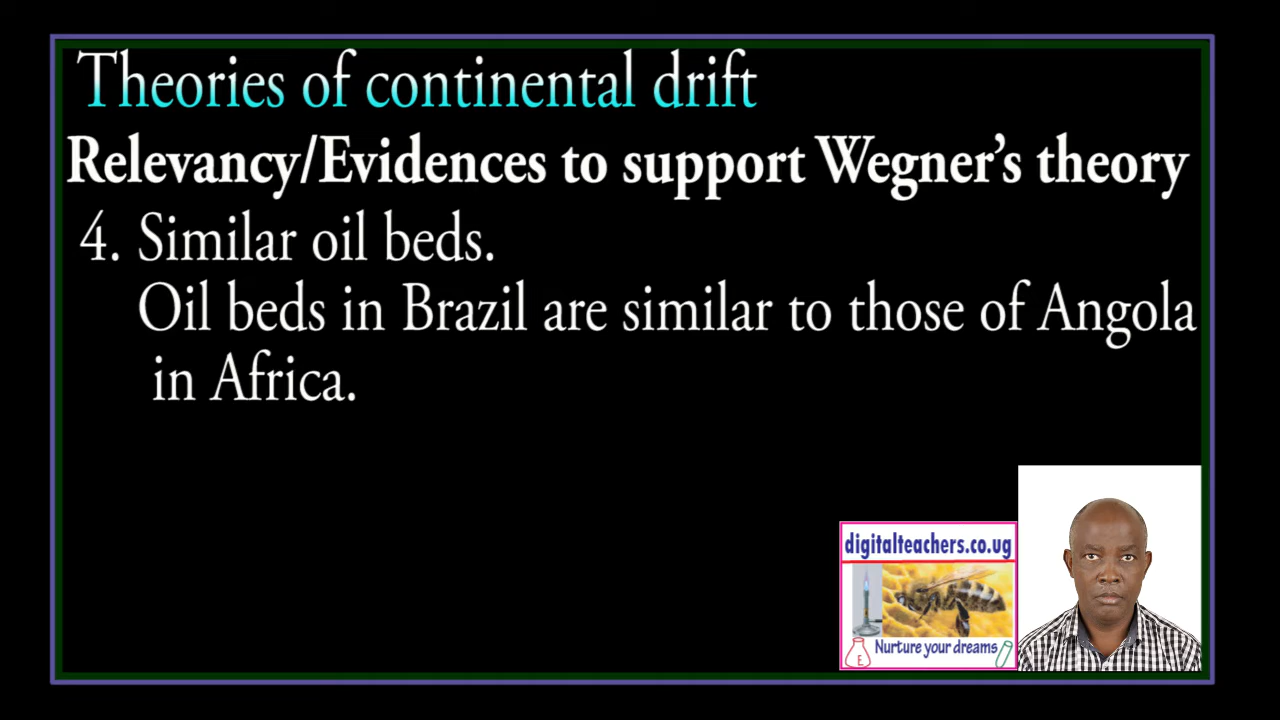 Theories of continental drift
Relevancy/Evidences to support Wegner's theory
4. Similar oil beds.
Oil beds in Brazil are similar to those of Angola
in Africa.
digitalteachers.co.ug
Nurture your dreams
E